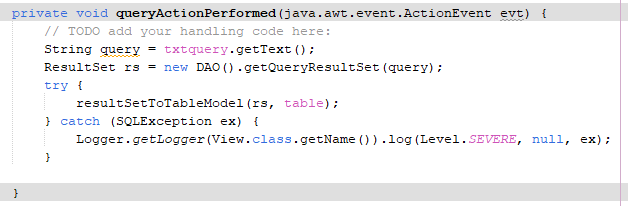 private void queryActionPerformed(java.awt.event.ActionEvent evt) {
// TODO add your handling code here:
String query = txtquery.getText();
ResultSet rs = new DAO().getQueryResultSet(query);
try {
resultSetToTableModel(rs, table);
} catch (SQLException ex) {
Logger.getLogger(View.class.getName()).log(Level.SEVERE, null, ex);
}
}